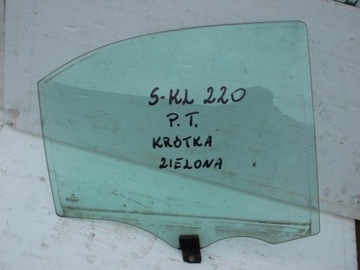 S-KL 220
P.T.
KRÓTKA
ZIELONA